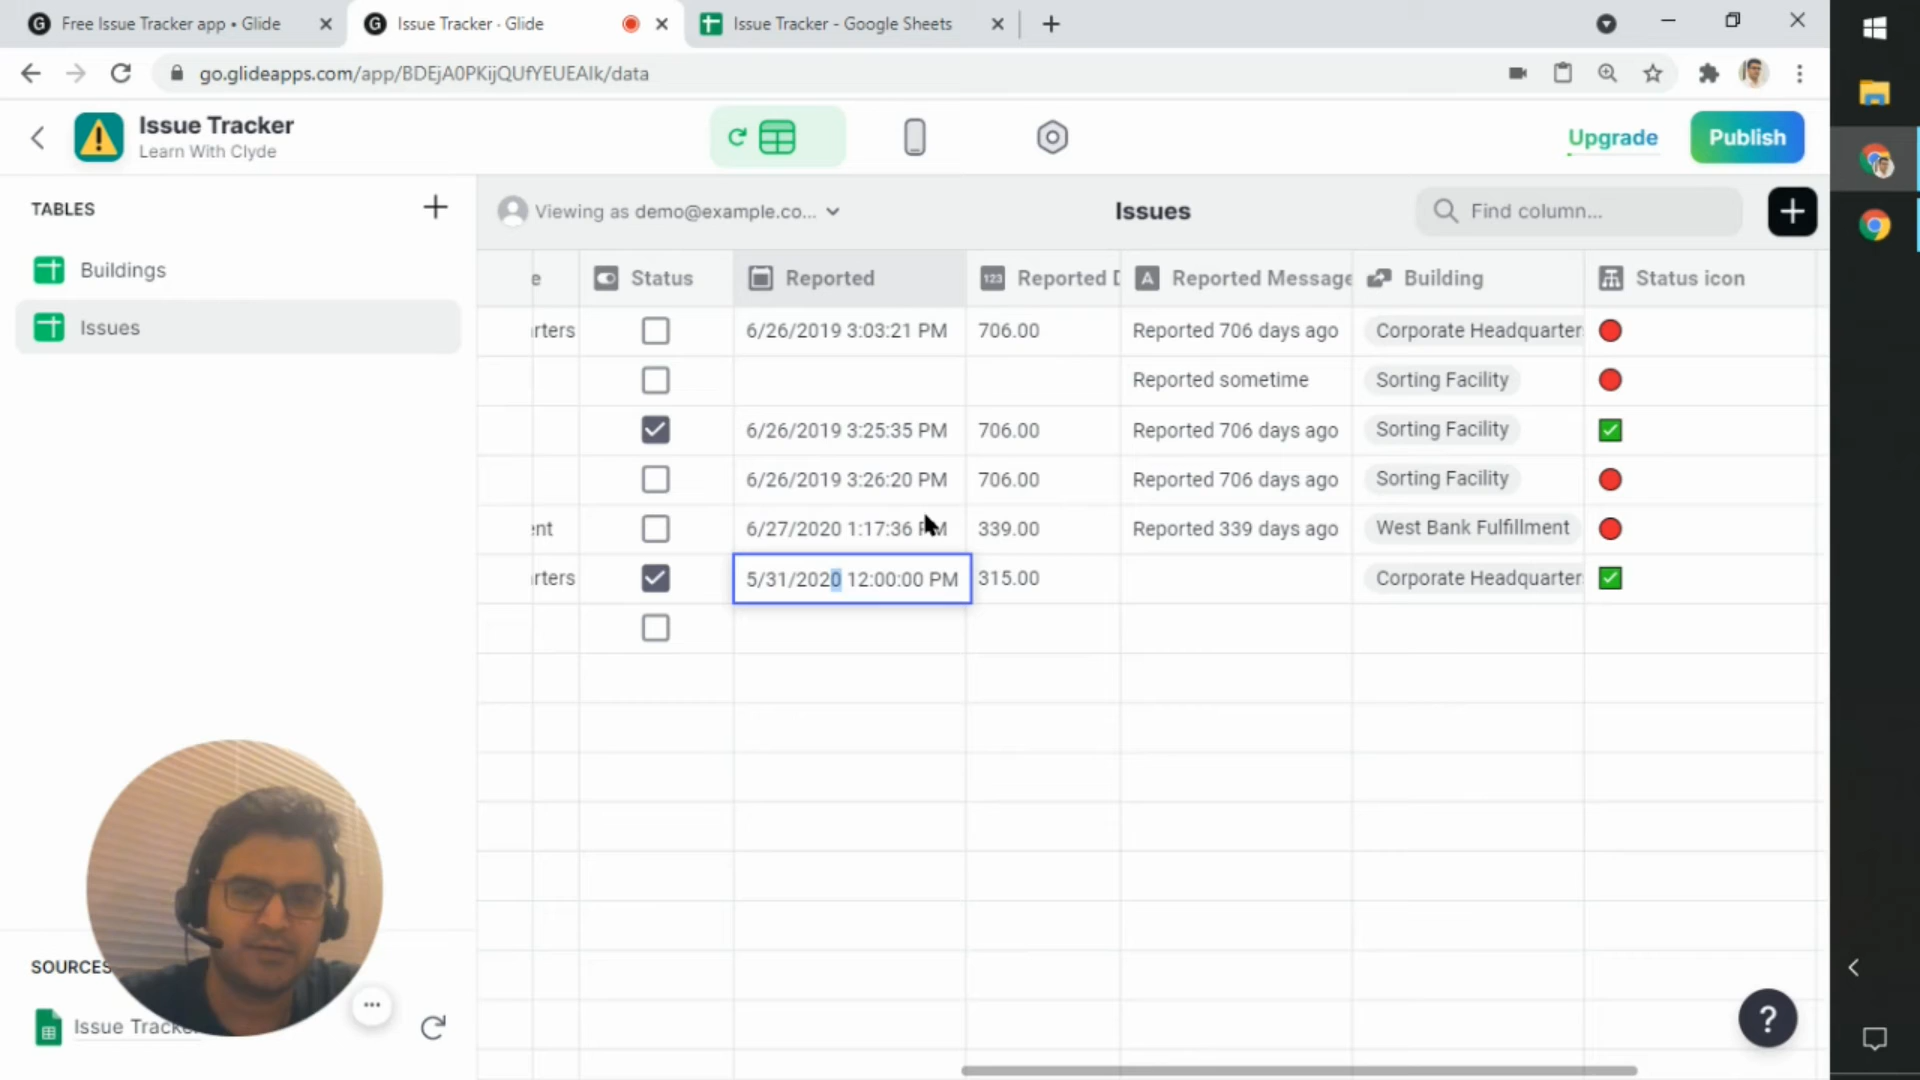 Free Issue Tracker app • Glide
Issue Tracker - Glide
Issue Tracker - Google Sheets
go.glideapps.com/app/BDEjA0PKijQUfYEUEAlk/data
Issue Tracker
Learn With Clyde
Upgrade
Publish
TABLES
Buildings
Issues
Viewing as demo@example.co...
Issues
Find column...
e Status Reported 123 Reported D A Reported Message Building Status icon
rters 6/26/2019 3:03:21 PM 706.00 Reported 706 days ago Corporate Headquarter
Reported sometime Sorting Facility
6/26/2019 3:25:35 PM 706.00 Reported 706 days ago Sorting Facility
6/26/2019 3:26:20 PM 706.00 Reported 706 days ago Sorting Facility
ent 6/27/2020 1:17:36 PM 339.00 Reported 339 days ago West Bank Fulfillment
rters 5/31/2020 12:00:00 PM 315.00 Corporate Headquarter
SOURCES
Issue Tracke
?